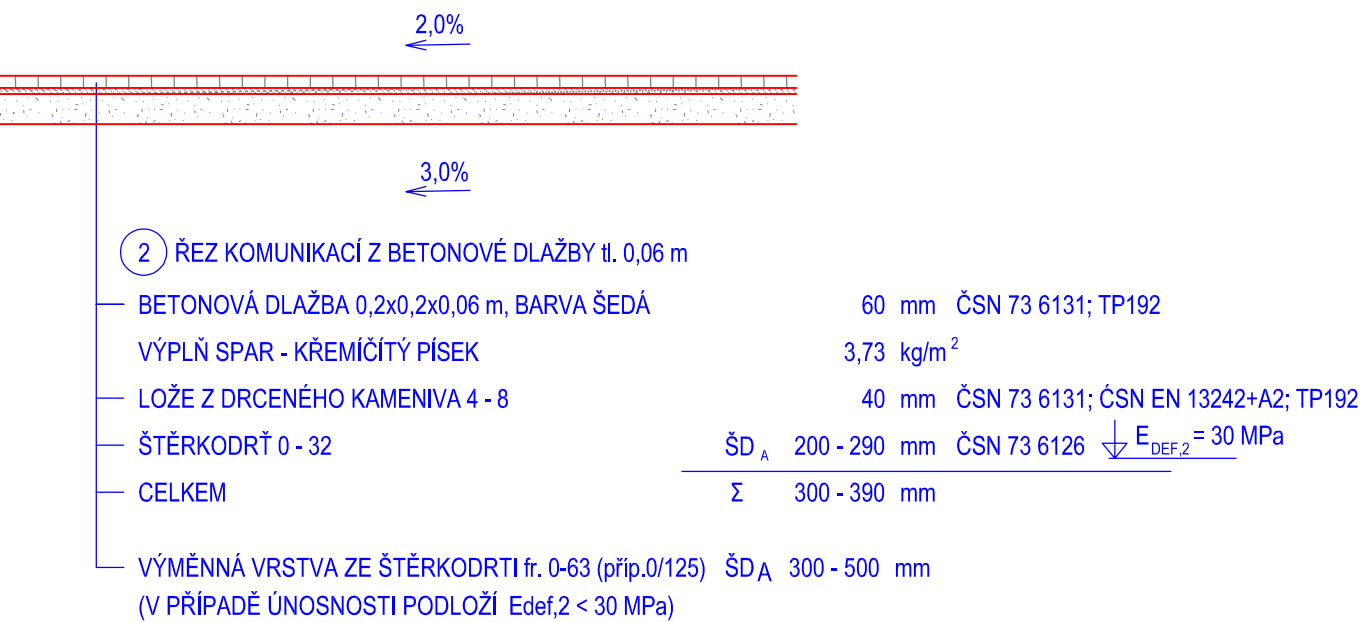 2,0%
3,0%
2 ŘEZ KOMUNIKACÍ Z BETONOVÉ DLAŽBY tl. 0,06 m
BETONOVÁ DLAŽBA 0,2x0,2x0,06 m, BARVA ŠEDÁ 60 mm ČSN 73 6131; TP192
VÝPLŇ SPAR - KŘEMÍČÍTÝ PÍSEK 3,73 kg/m²
LOŽE Z DRCENÉHO KAMENIVA 4 - 8 40 mm ČSN 73 6131; ĆSN EN 13242+A2; TP192
ŠTĚRKODRŤ 0 - 32 ŠD A 200 - 290 mm ČSN 73 6126 E DEF,2 = 30 MPa
CELKEM Σ 300 - 390 mm
VÝMĚNNÁ VRSTVA ZE ŠTĚRKODRTI fr. 0-63 (příp.0/125) ŠD A 300 - 500 mm
(V PŘÍPADĚ ÚNOSNOSTI PODLOŽÍ Edef,2 < 30 MPa)